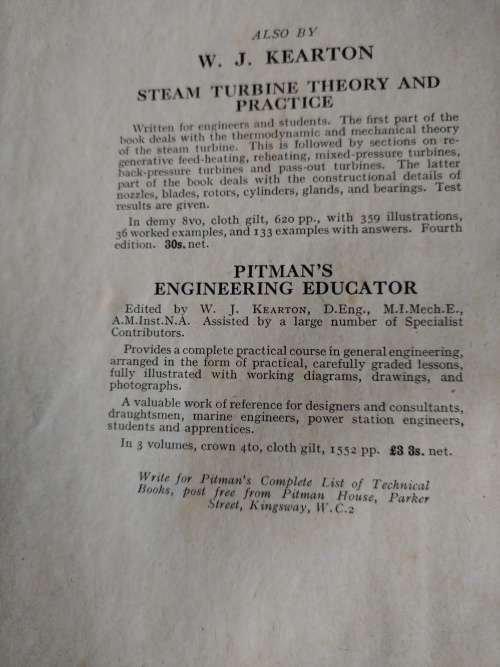 ALSO BY
W. J. KEARTON
STEAM TURBINE THEORY AND
PRACTICE
Written for engineers and students. The first part of the
book deals with the thermodynamic and mechanical theory
of the steam turbine. This is followed by sections on re-
generative feed-heating, reheating, mixed-pressure turbines,
back-pressure turbines and pass-out turbines. The latter
part of the book deals with the constructional details of
nozzles, blades, rotors, cylinders, glands, and bearings. Test
results are given.
In demy 8vo, cloth gilt, 620 pp., with 359 illustrations,
36 worked examples, and 133 examples with answers. Fourth
edition. 30s. net.
PITMAN'S
ENGINEERING EDUCATOR
Edited by W. J. KEARTON, D.Eng., M.I.Mech.E.,
A.M.Inst.N.A. Assisted by a large number of Specialist
Contributors.
Provides a complete practical course in general engineering,
arranged in the form of practical, carefully graded lessons,
fully illustrated with working diagrams, drawings, and
photographs.
A valuable work of reference for designers and consultants,
draughtsmen, marine engineers, power station engineers,
students and apprentices.
In 3 volumes, crown 4to, cloth gilt, 1552 pp. £3 3s. net.
Write for Pitman's Complete List of Technical
Books, post free from Pitman House, Parker
Street, Kingsway, W.C.2